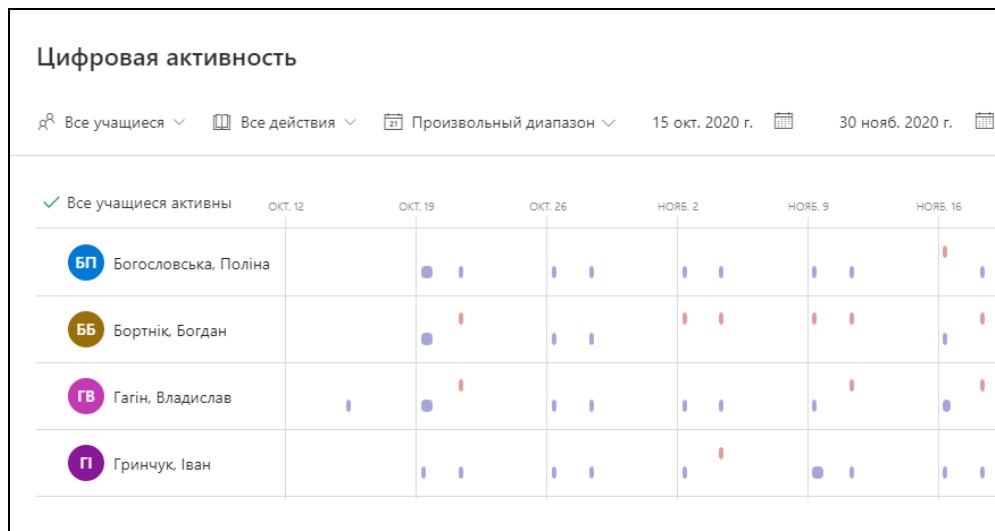 Цифровая активность
Все учащиеся Все действия 21 Произвольный диапазон 15 окт. 2020 г. 30 нояб. 2020 г.
Все учащиеся активны ОКТ. 12 ОКТ. 19 ОКТ. 26 НОЯБ. 2 НОЯБ. 9 НОЯБ. 16
БП Богословська, Поліна
ББ Бортнік, Богдан
ГВ Гагін, Владислав
ГІ Гринчук, Іван